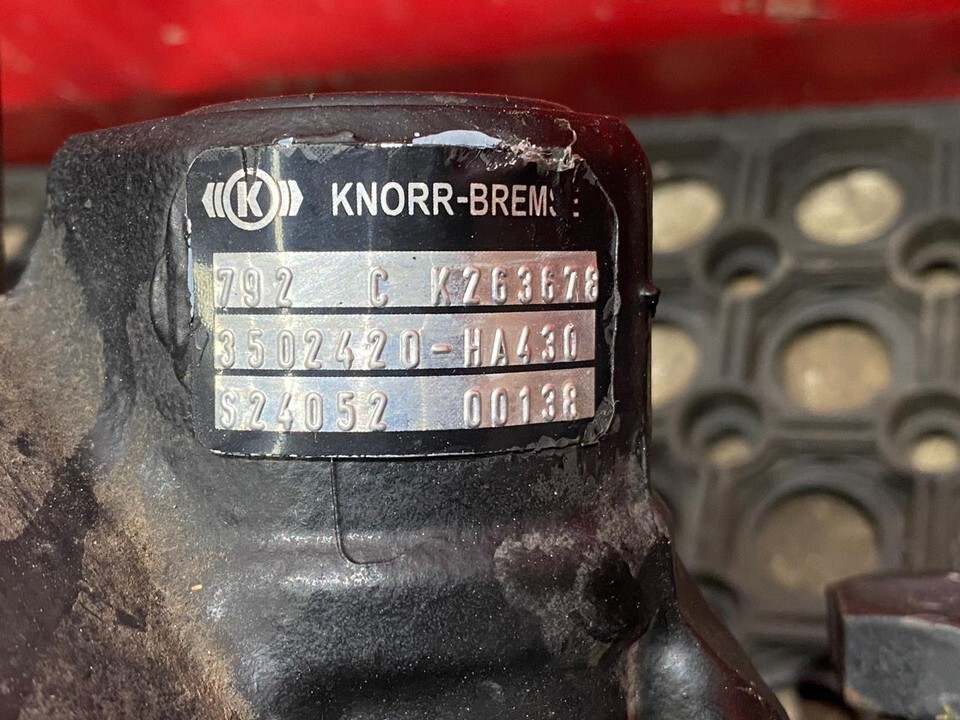 K KNORR-BREMSE
792 C K263678
3502420-HA430
S24052 00138